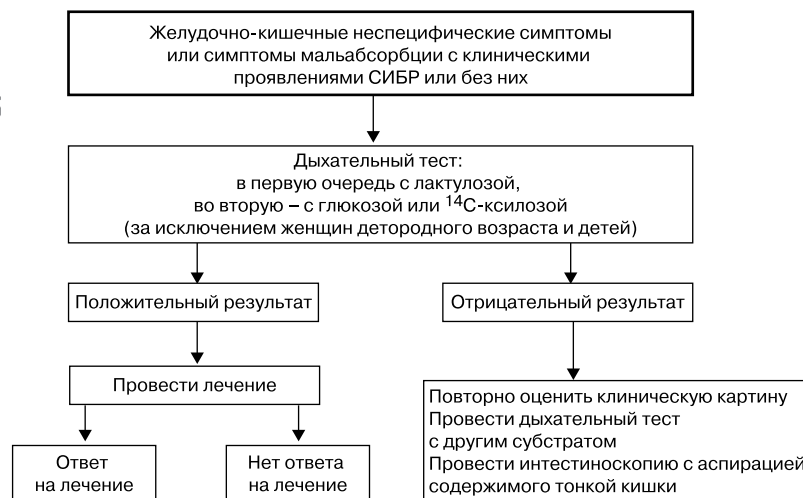 Желудочно-кишечные неспецифические симптомы
или симптомы мальабсорбции с клиническими
проявлениями СИБР или без них
Дыхательный тест:
в первую очередь с лактулозой,
во вторую – с глюкозой или ¹⁴С-ксилозой
(за исключением женщин детородного возраста и детей)
Положительный результат
Отрицательный результат
Провести лечение
Ответ
на лечение
Нет ответа
на лечение
Повторно оценить клиническую картину
Провести дыхательный тест
с другим субстратом
Провести интестиноскопию с аспирацией
содержимого тонкой кишки